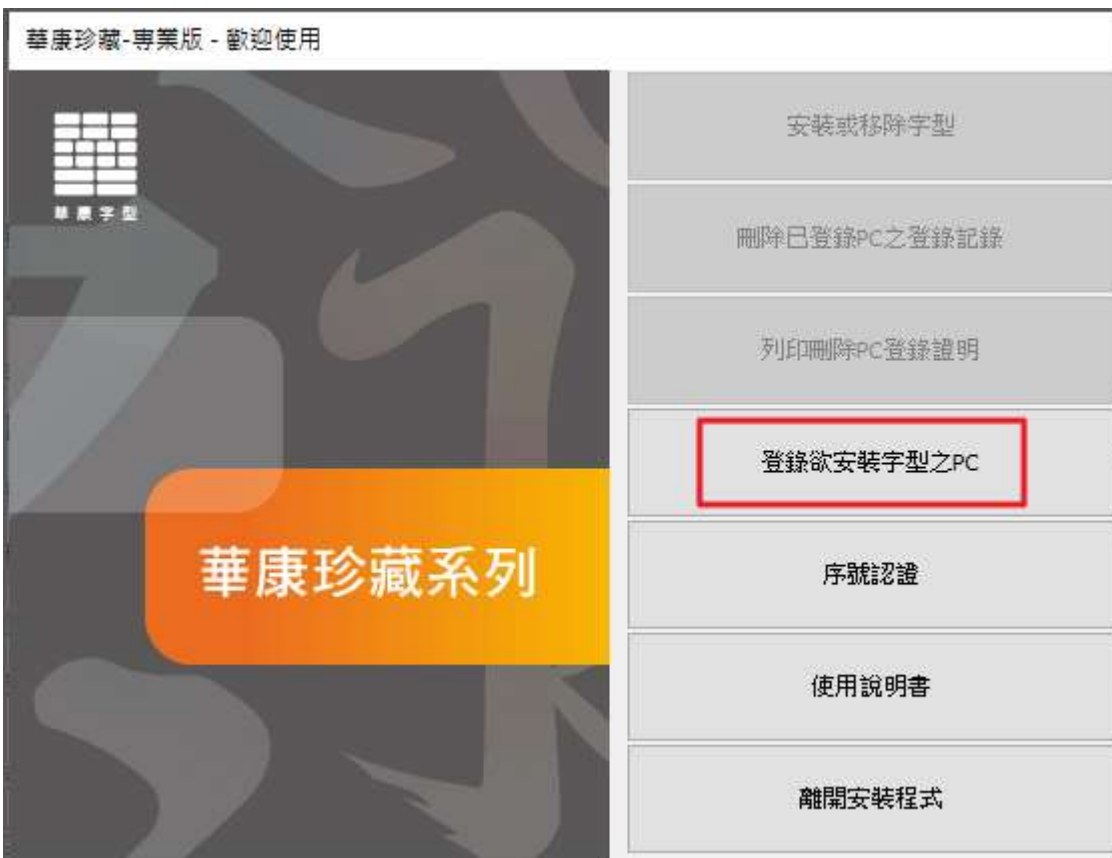 華康珍藏-專業版 - 歡迎使用
華康字型
華康珍藏系列
安裝或移除字型
刪除已登錄PC之登錄記錄
列印刪除PC登錄證明
登錄欲安裝字型之PC
序號認證
使用說明書
離開安裝程式